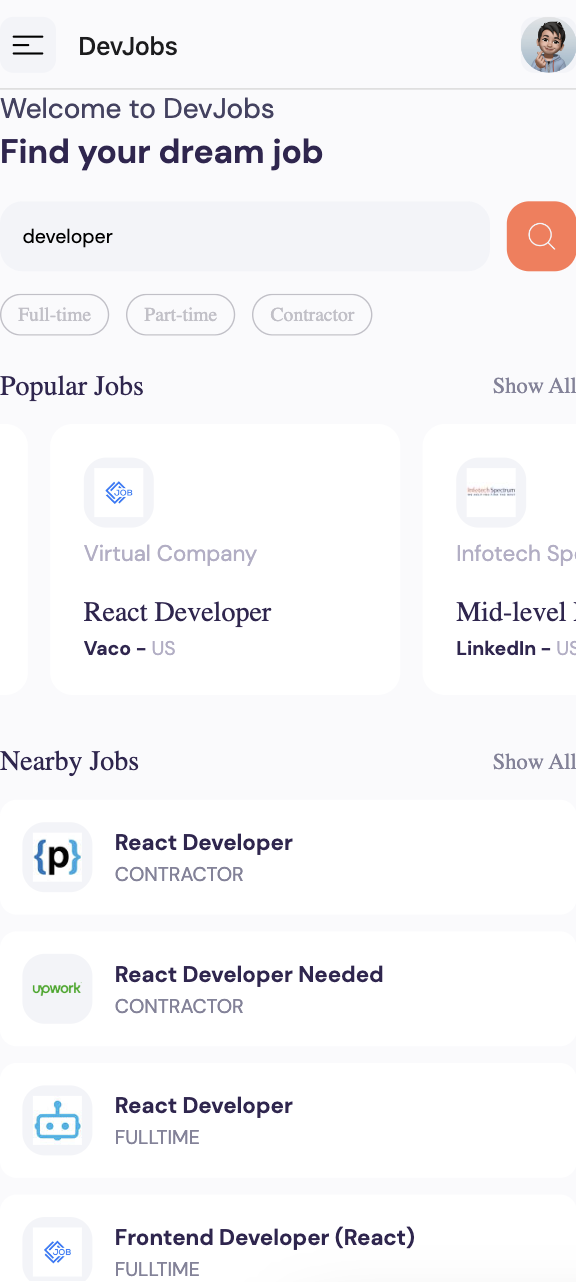 DevJobs
Welcome to DevJobs
Find your dream job
developer
Full-time Part-time Contractor
Popular Jobs Show All
JOB
Virtual Company
React Developer
Vaco - US
Infotech Spectrum
Infotech Spe
Mid-level
LinkedIn - US
Nearby Jobs Show All
{p}
React Developer
CONTRACTOR
upwork
React Developer Needed
CONTRACTOR
React Developer
FULLTIME
JOB
Frontend Developer (React)
FULLTIME